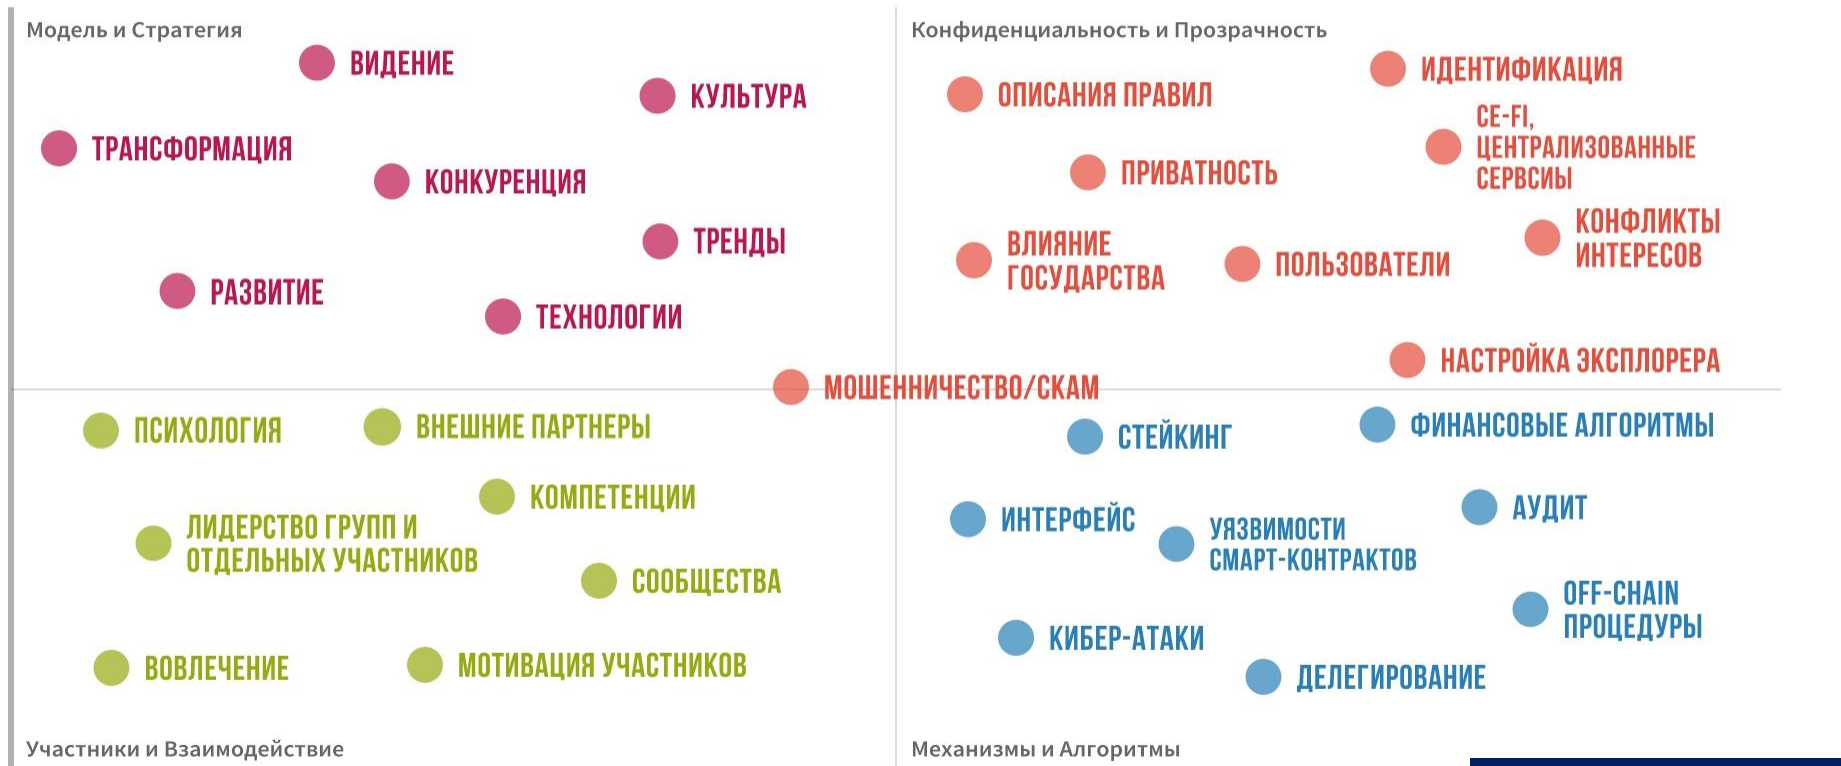 Модель и Стратегия
ВИДЕНИЕ
КУЛЬТУРА
ТРАНСФОРМАЦИЯ
КОНКУРЕНЦИЯ
ТРЕНДЫ
РАЗВИТИЕ
ТЕХНОЛОГИИ
Конфиденциальность и Прозрачность
ИДЕНТИФИКАЦИЯ
ОПИСАНИЯ ПРАВИЛ
CE-FI,
ЦЕНТРАЛИЗОВАННЫЕ
СЕРВСИЫ
ПРИВАТНОСТЬ
КОНФЛИКТЫ
ИНТЕРЕСОВ
ВЛИЯНИЕ
ГОСУДАРСТВА
ПОЛЬЗОВАТЕЛИ
НАСТРОЙКА ЭКСПЛОРЕРА
МОШЕННИЧЕСТВО/СКАМ
ПСИХОЛОГИЯ
ВНЕШНИЕ ПАРТНЕРЫ
КОМПЕТЕНЦИИ
ЛИДЕРСТВО ГРУПП И
ОТДЕЛЬНЫХ УЧАСТНИКОВ
СООБЩЕСТВА
ВОВЛЕЧЕНИЕ
МОТИВАЦИЯ УЧАСТНИКОВ
Участники и Взаимодействие
СТЕЙКИНГ
ФИНАНСОВЫЕ АЛГОРИТМЫ
ИНТЕРФЕЙС
АУДИТ
УЯЗВИМОСТИ
СМАРТ-КОНТРАКТОВ
OFF-CHAIN
ПРОЦЕДУРЫ
КИБЕР-АТАКИ
ДЕЛЕГИРОВАНИЕ
Механизмы и Алгоритмы